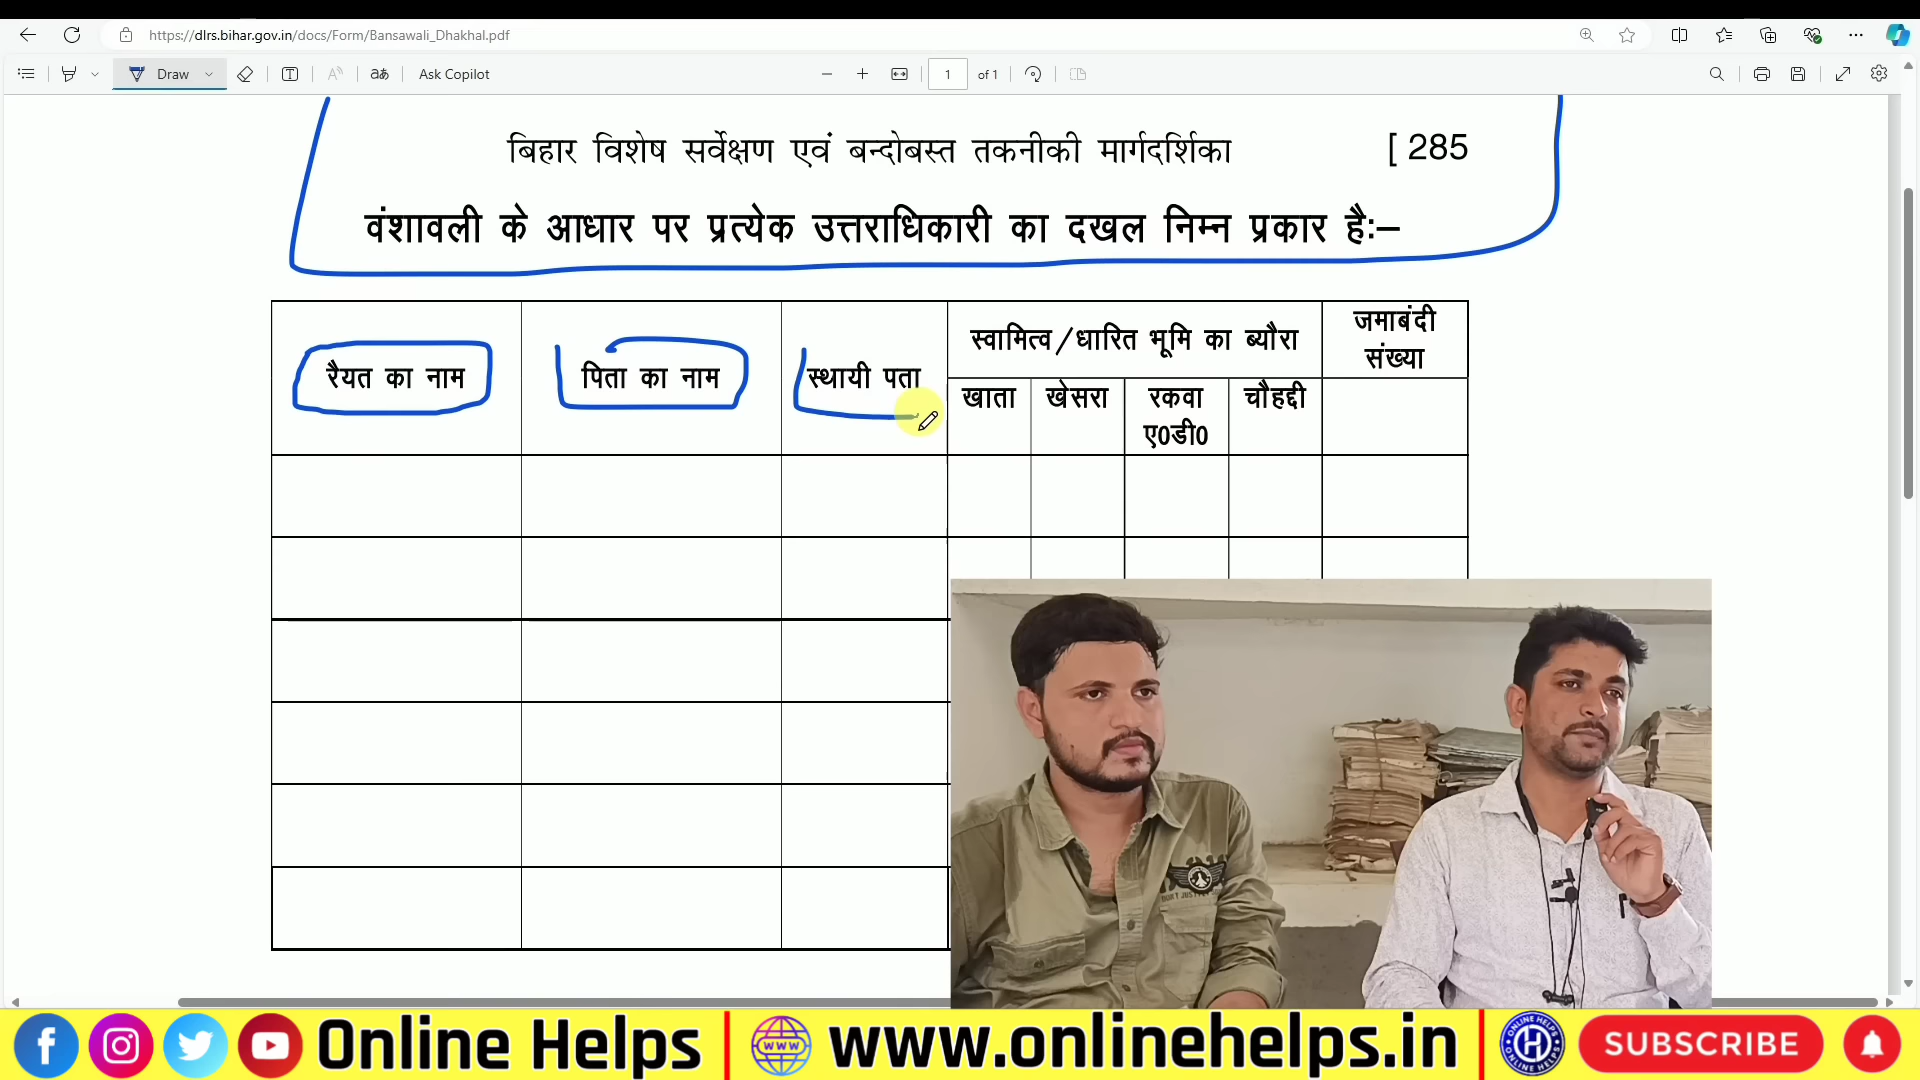 https://dlrs.bihar.gov.in/docs/Form/Bansawali_Dhakhal.pdf
Draw
Ask Copilot
1 of 1
बिहार विशेष सर्वेक्षण एवं बन्दोबस्त तकनीकी मार्गदर्शिका [ 285
वंशावली के आधार पर प्रत्येक उत्तराधिकारी का दखल निम्न प्रकार है:–
रैयत का नाम
पिता का नाम
स्थायी पता
स्वामित्व/धारित भूमि का ब्यौरा
जमाबंदी
संख्या
खाता
खेसरा
रकवा
ए0डी0
चौहद्दी
Online Helps
www.onlinehelps.in
SUBSCRIBE